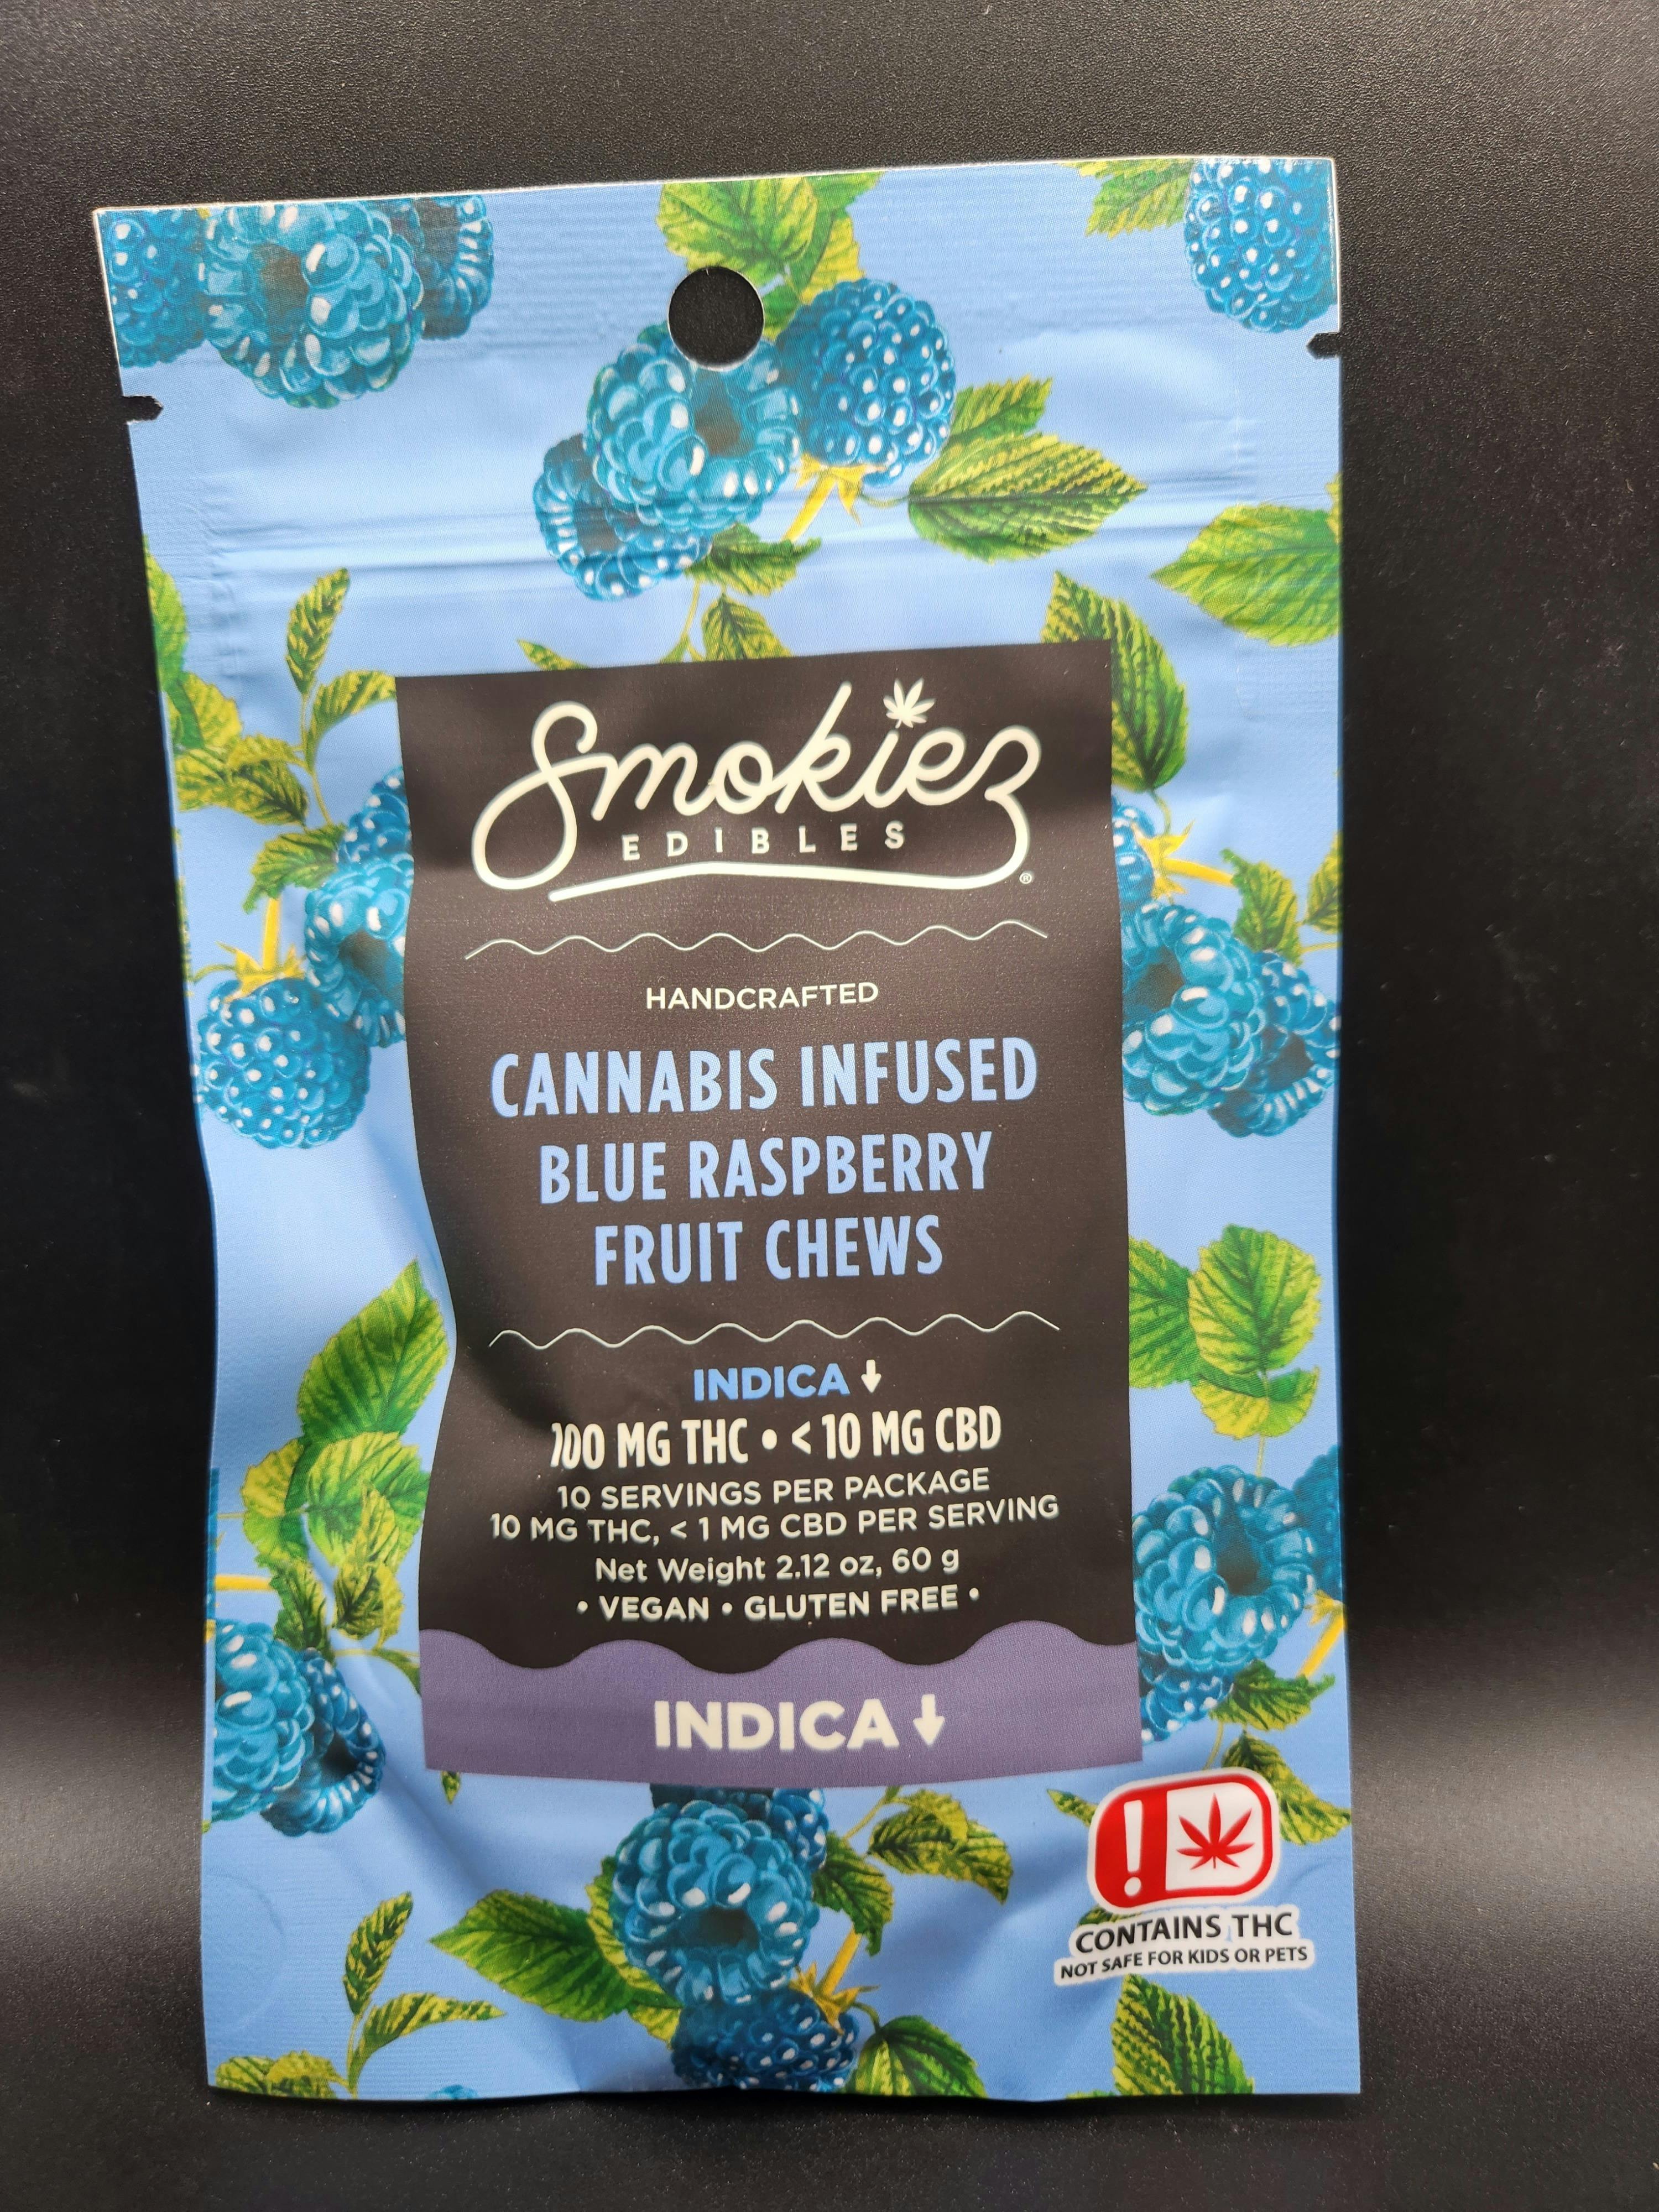 Smokiez
EDIBLES
®
HANDCRAFTED
CANNABIS INFUSED
BLUE RASPBERRY
FRUIT CHEWS
INDICA ↓
100 MG THC • < 10 MG CBD
10 SERVINGS PER PACKAGE
10 MG THC, < 1 MG CBD PER SERVING
Net Weight 2.12 oz, 60 g
• VEGAN • GLUTEN FREE •
INDICA ↓
!
CONTAINS THC
NOT SAFE FOR KIDS OR PETS